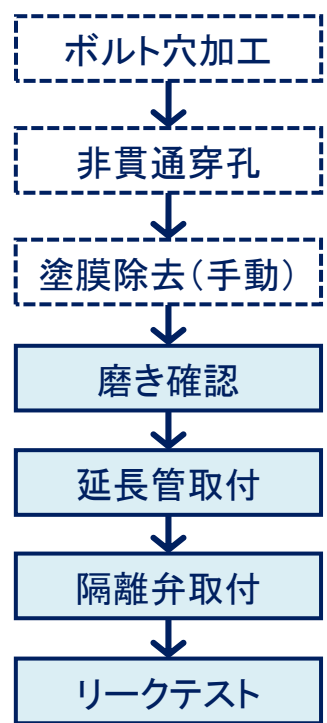 ボルト穴加工
非貫通穿孔
塗膜除去（手動）
磨き確認
延長管取付
隔離弁取付
リークテスト